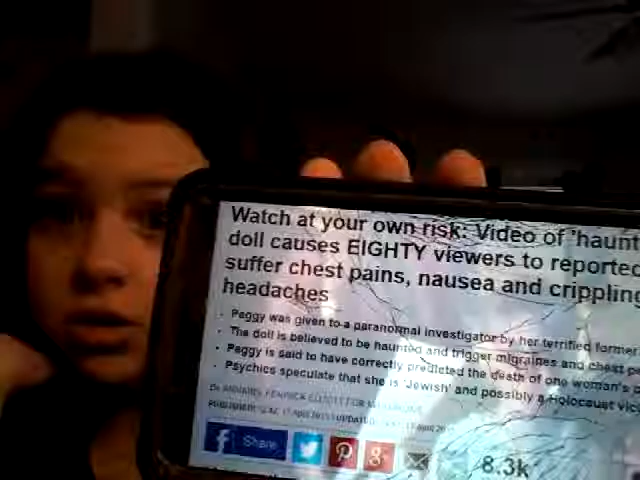 Watch at your own risk: Video of 'haunt
doll causes EIGHTY viewers to reported
suffer chest pains, nausea and crippling
headaches
Peggy was given to a paranormal investigator by her terrified former
The doll is believed to be haunted and trigger migraines and chest pa
Peggy is said to have correctly predicted the death of one woman's
Psychics speculate that she is 'Jewish' and possibly a Holocaust vic
f Share
8.3k